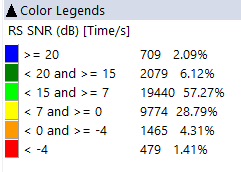 Color Legends
RS SNR (dB) [Time/s]
>= 20 709 2.09%
< 20 and >= 15 2079 6.12%
< 15 and >= 7 19440 57.27%
< 7 and >= 0 9774 28.79%
< 0 and >= -4 1465 4.31%
< -4 479 1.41%